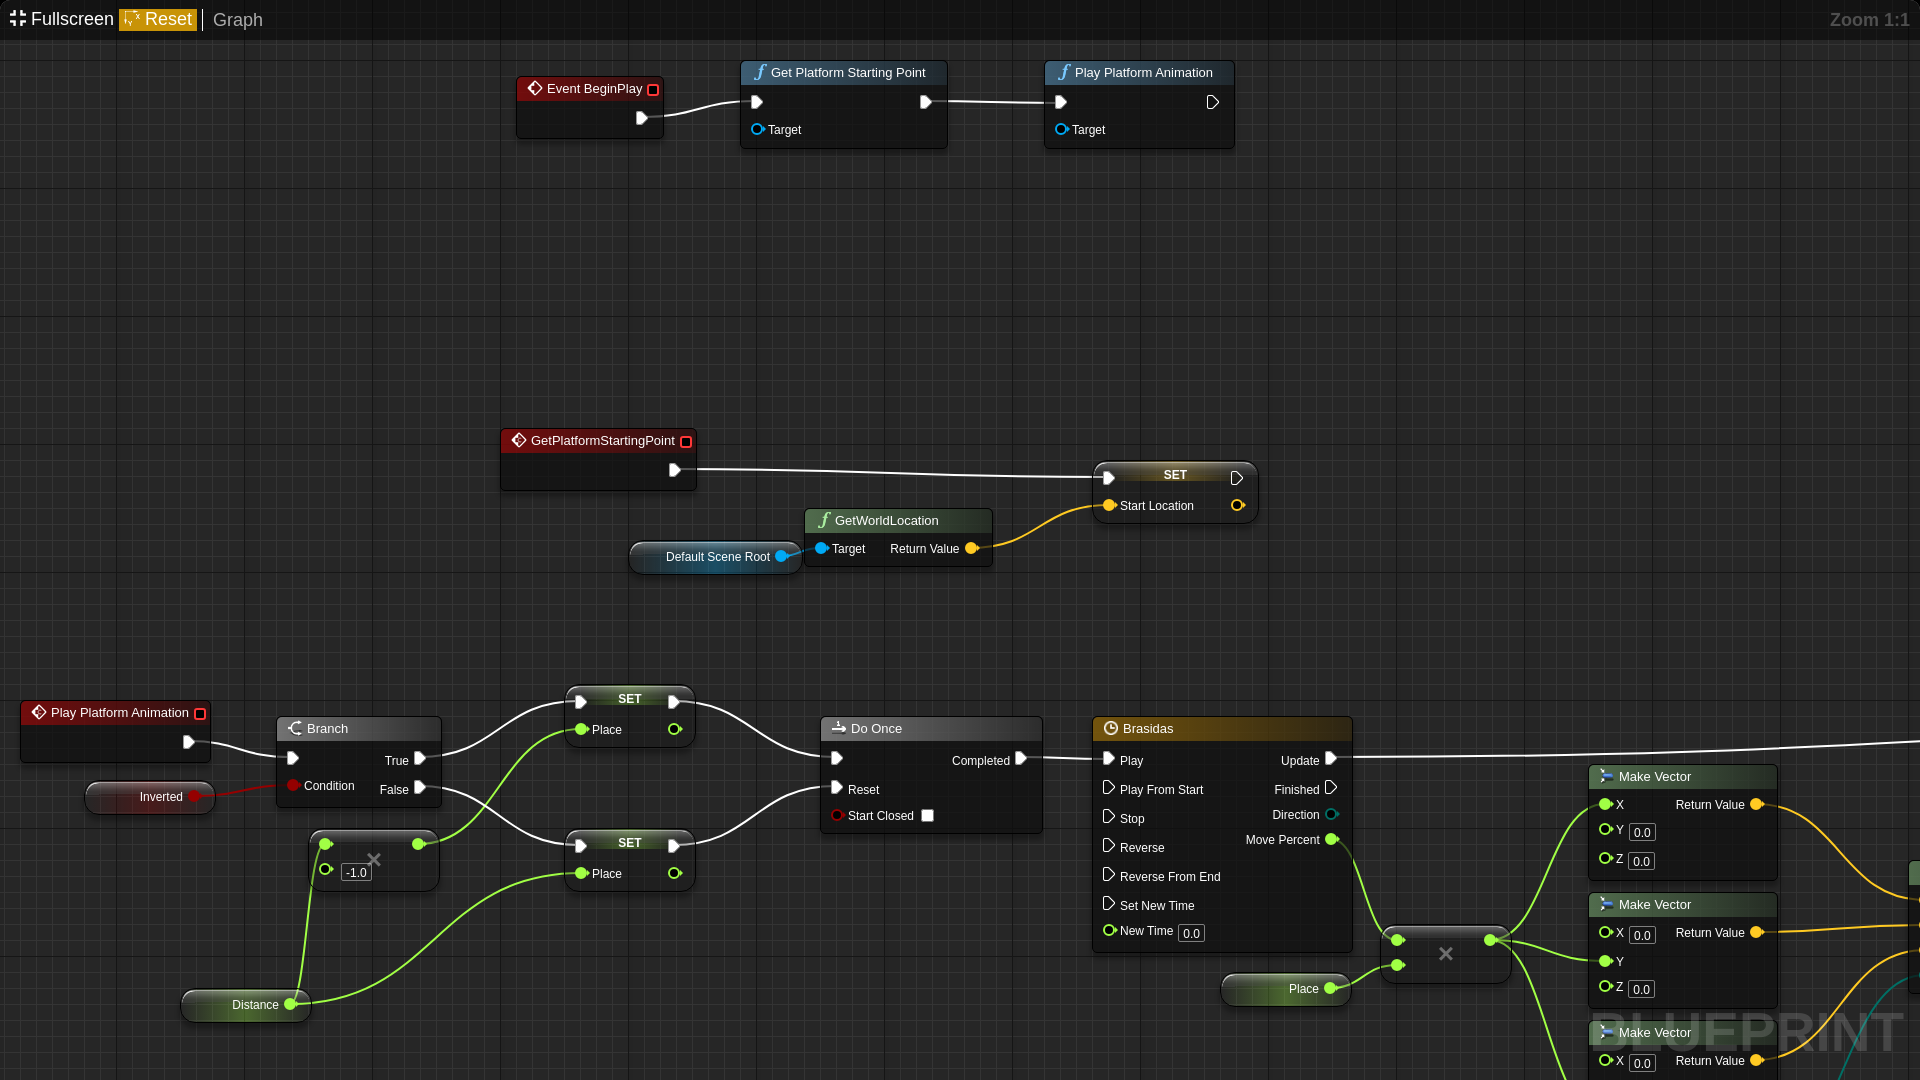 Fullscreen Reset Graph
Zoom 1:1
Event BeginPlay
Get Platform Starting Point
Target
Play Platform Animation
Target
GetPlatformStartingPoint
SET
Start Location
GetWorldLocation
Target Return Value
Default Scene Root
Play Platform Animation
Inverted
Branch
True
Condition
False
-1.0
Distance
SET
Place
SET
Place
Do Once
Completed
Reset
Start Closed
Brasidas
Play Update
Play From Start Finished
Stop Direction
Reverse Move Percent
Reverse From End
Set New Time
New Time 0.0
Place
Make Vector
X Return Value
Y 0.0
Z 0.0
Make Vector
X 0.0 Return Value
Y
Z 0.0
Make Vector
X 0.0 Return Value
BLUEPRINT